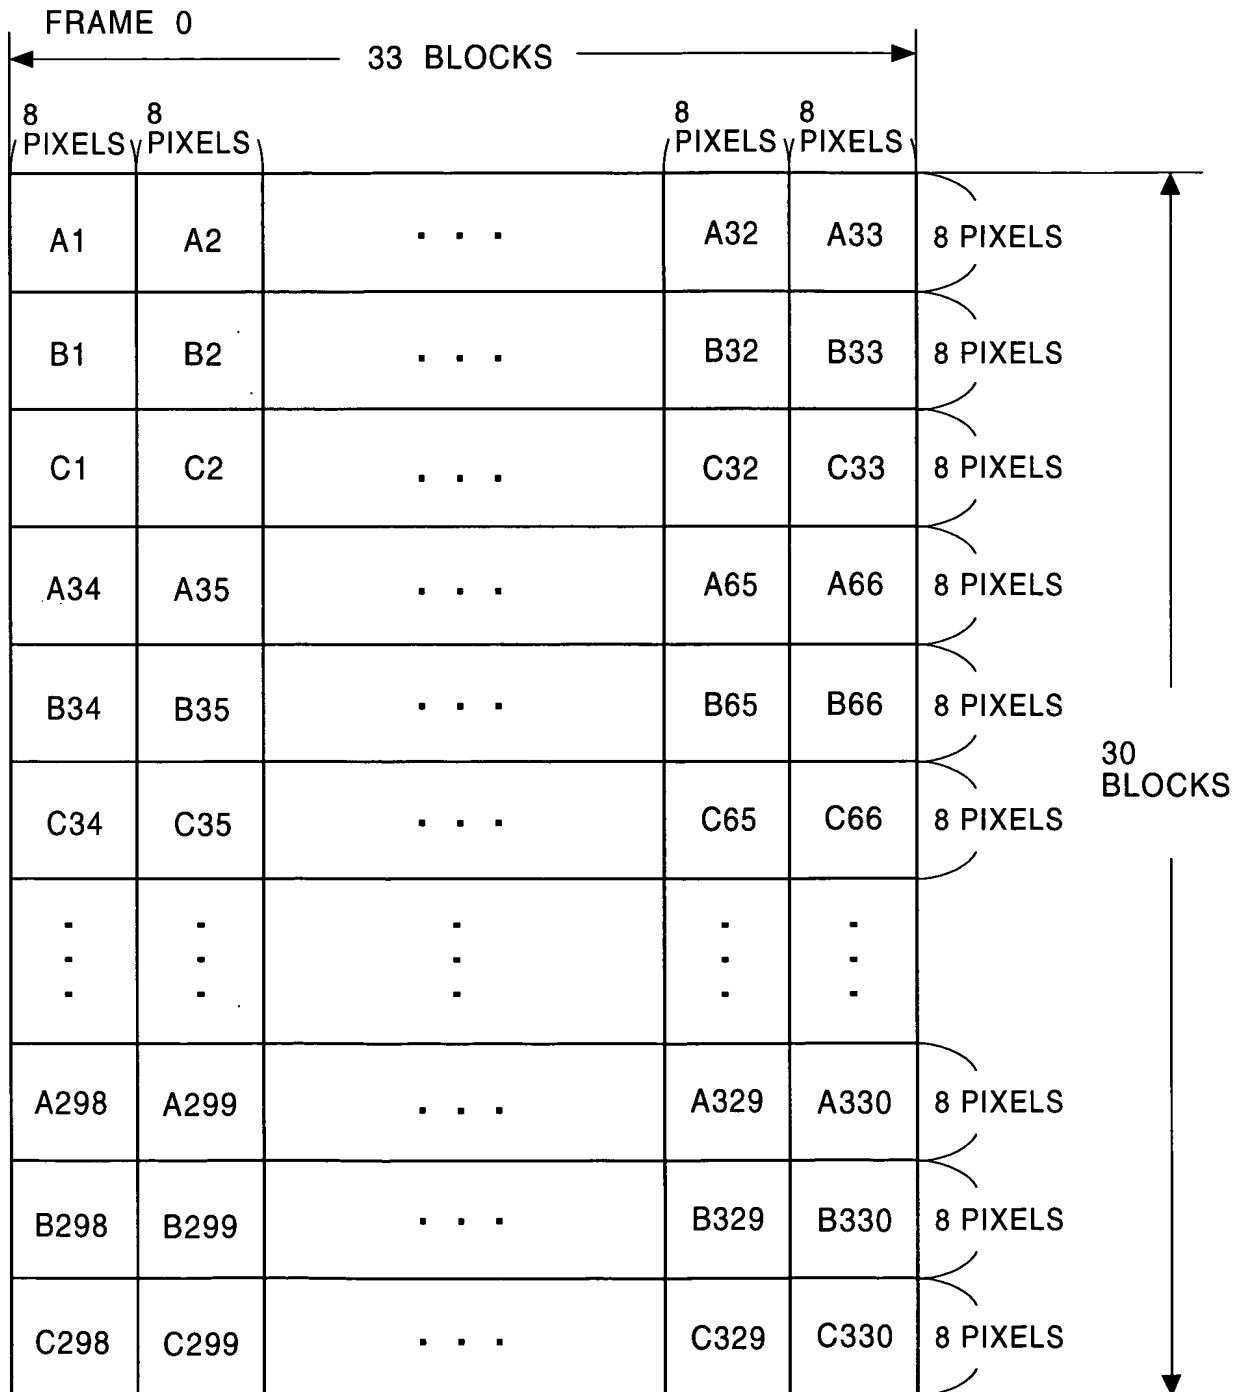 FRAME 0
33 BLOCKS
8 PIXELS 8 PIXELS 8 PIXELS 8 PIXELS
A1 A2 . . . A32 A33 8 PIXELS
B1 B2 . . . B32 B33 8 PIXELS
C1 C2 . . . C32 C33 8 PIXELS
A34 A35 . . . A65 A66 8 PIXELS
B34 B35 . . . B65 B66 8 PIXELS
30 BLOCKS
C34 C35 . . . C65 C66 8 PIXELS
A298 A299 . . . A329 A330 8 PIXELS
B298 B299 . . . B329 B330 8 PIXELS
C298 C299 . . . C329 C330 8 PIXELS